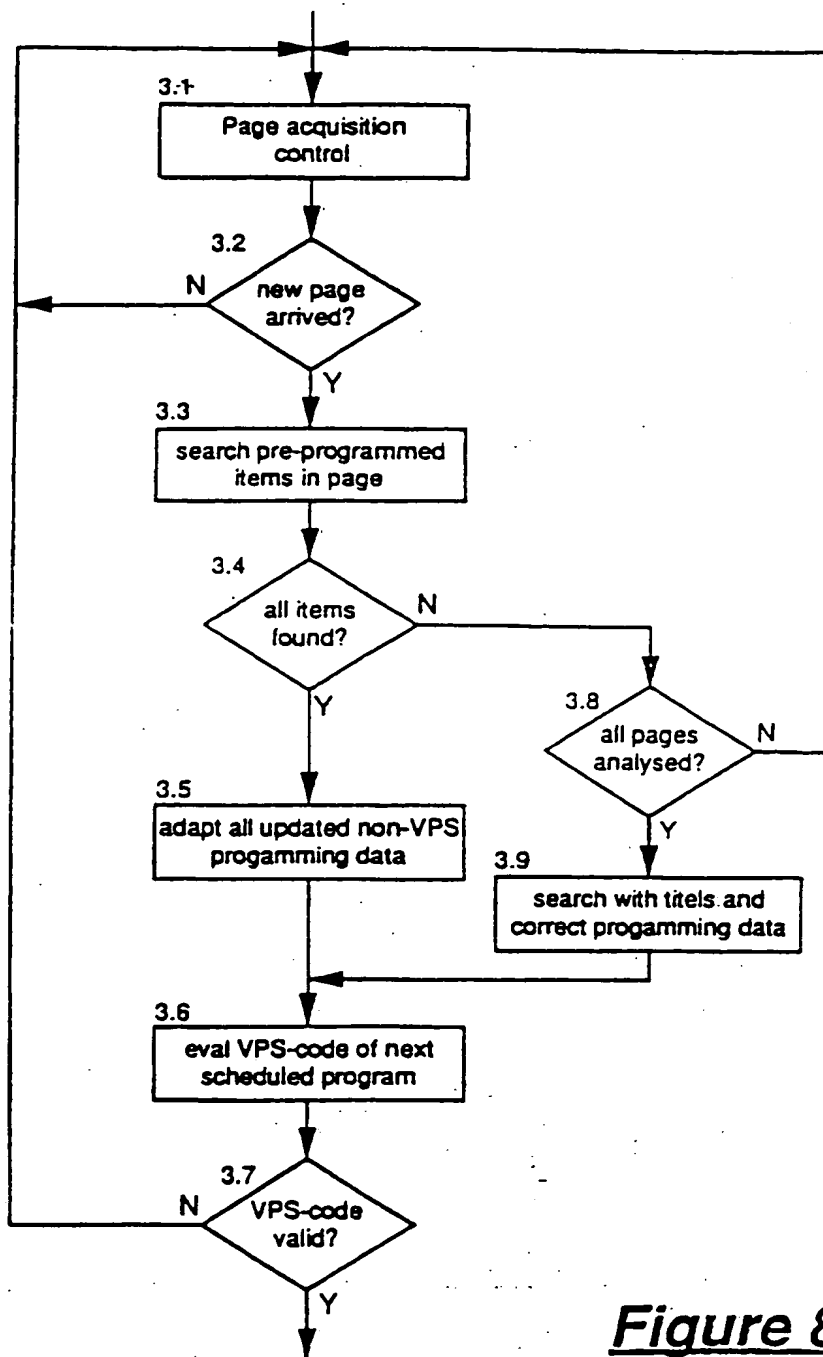 3.1
Page acquisition
control
3.2
N
new page
arrived?
Y
3.3
search pre-programmed
items in page
3.4
N
all items
found?
Y
3.8
N
all pages
analysed?
Y
3.5
adapt all updated non-VPS
progamming data
3.9
search with titels and
correct progamming data
3.6
eval VPS-code of next
scheduled program
3.7
N
VPS-code
valid?
Y
Figure 8